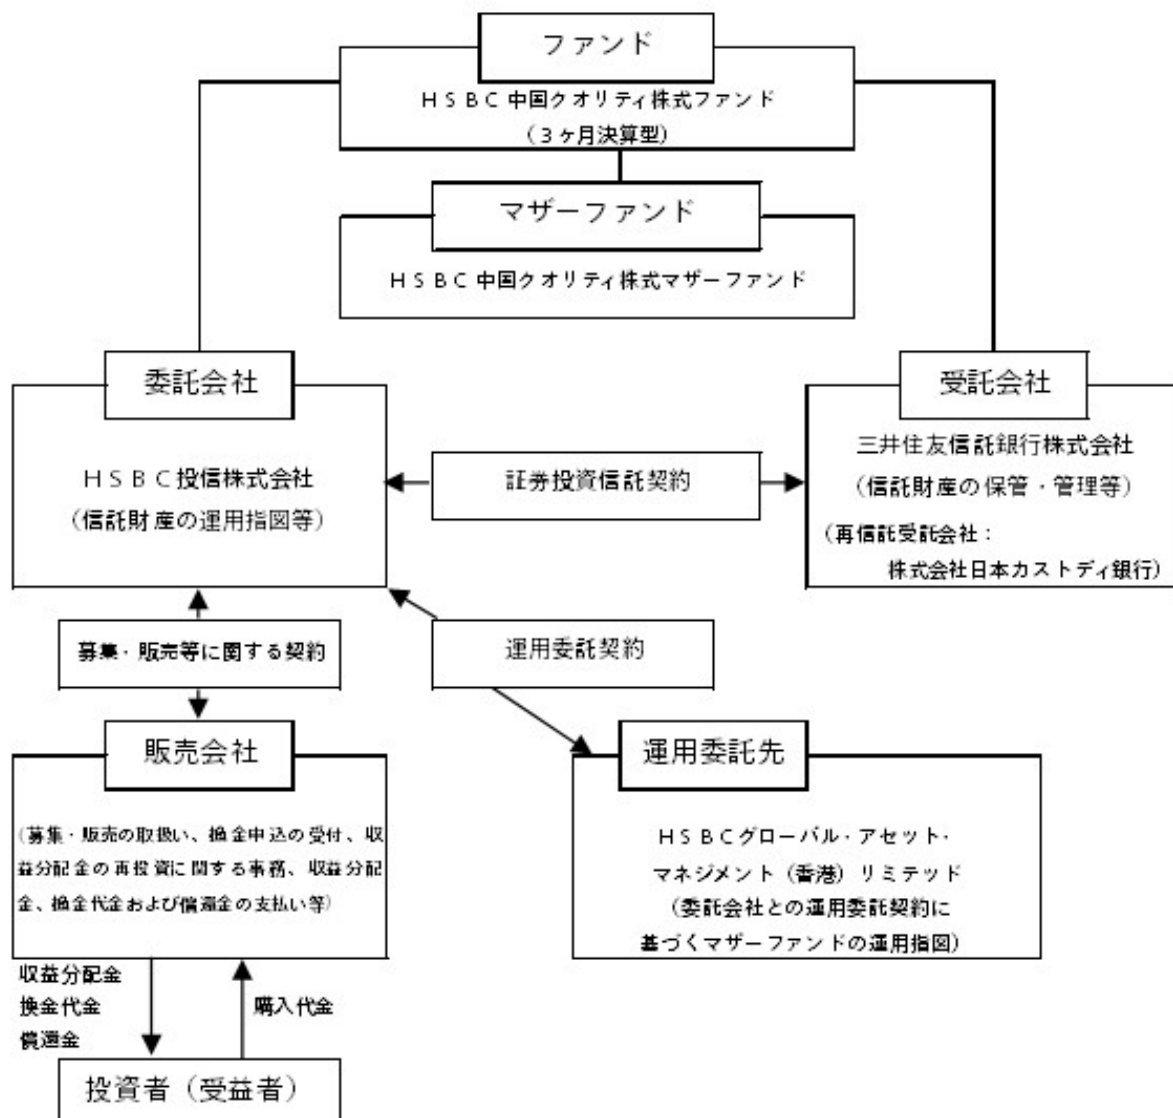 ファンド
HSBC中国クオリティ株式ファンド
(3ヶ月決算型)
マザーファンド
HSBC中国クオリティ株式マザーファンド
委託会社
HSBC投信株式会社
(信託財産の運用指図等)
証券投資信託契約
受託会社
三井住友信託銀行株式会社
(信託財産の保管・管理等)
(再信託受託会社：
株式会社日本カストディ銀行)
募集・販売等に関する契約
運用委託契約
販売会社
(募集・販売の取扱い、換金申込の受付、収
益分配金の再投資に関する事務、収益分配
金、換金代金および償還金の支払い等)
運用委託先
HSBCグローバル・アセット・
マネジメント（香港）リミテッド
(委託会社との運用委託契約に
基づくマザーファンドの運用指図)
収益分配金
換金代金
償還金
購入代金
投資者（受益者）